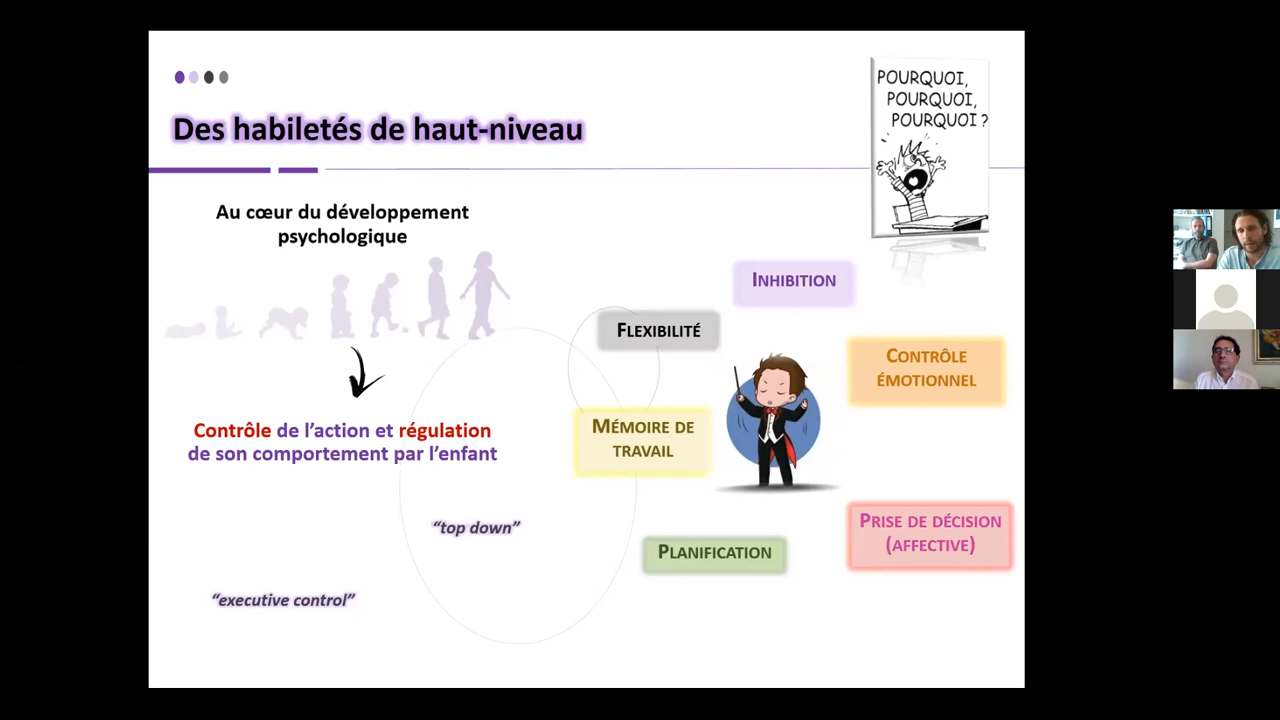 POURQUOI,
POURQUOI,
POURQUOI ?
Des habiletés de haut-niveau
Au cœur du développement
psychologique
Contrôle de l’action et régulation
de son comportement par l’enfant
“top down”
“executive control”
INHIBITION
FLEXIBILITÉ
CONTRÔLE
ÉMOTIONNEL
MÉMOIRE DE
TRAVAIL
PRISE DE DÉCISION
(AFFECTIVE)
PLANIFICATION